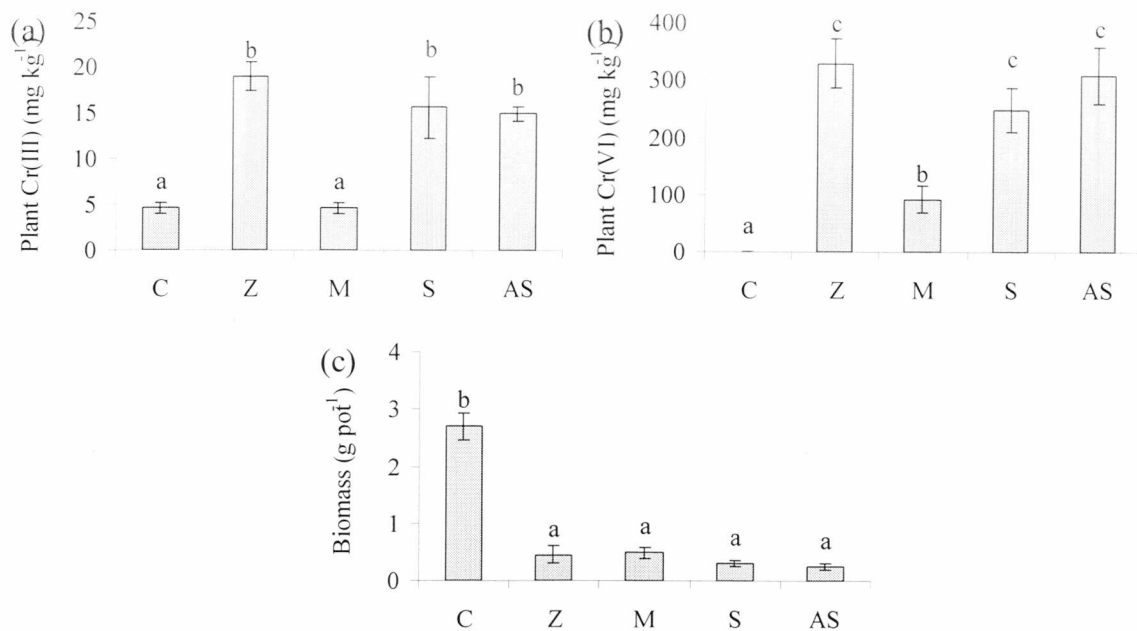 (a)
Plant Cr(III) (mg kg⁻¹)
25
20
15
10
5
0
a
b
a
b
b
C Z M S AS
(b)
Plant Cr(VI) (mg kg⁻¹)
400
300
200
100
0
a
c
b
c
c
C Z M S AS
(c)
Biomass (g pot⁻¹)
4
3
2
1
0
b
a
a
a
a
C Z M S AS